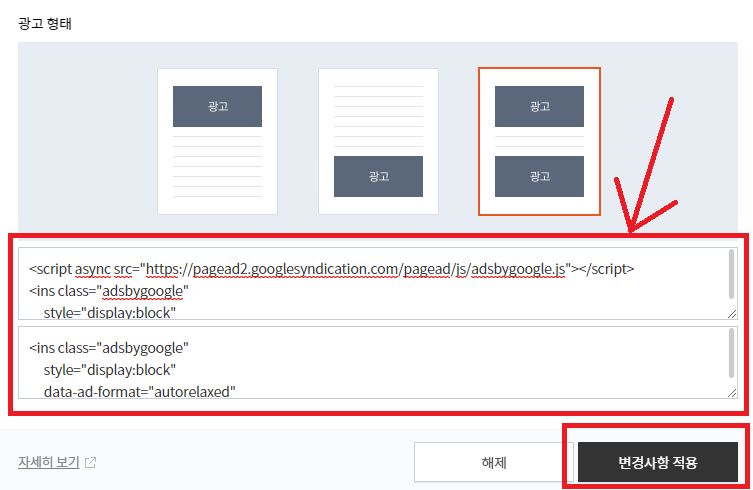 광고 형태
광고
광고
광고
광고
<script async src="https://pagead2.googlesyndication.com/pagead/js/adsbygoogle.js"></script>
<ins class="adsbygoogle"
style="display:block"
<ins class="adsbygoogle"
style="display:block"
data-ad-format="autorelaxed"
자세히 보기
해제
변경사항 적용